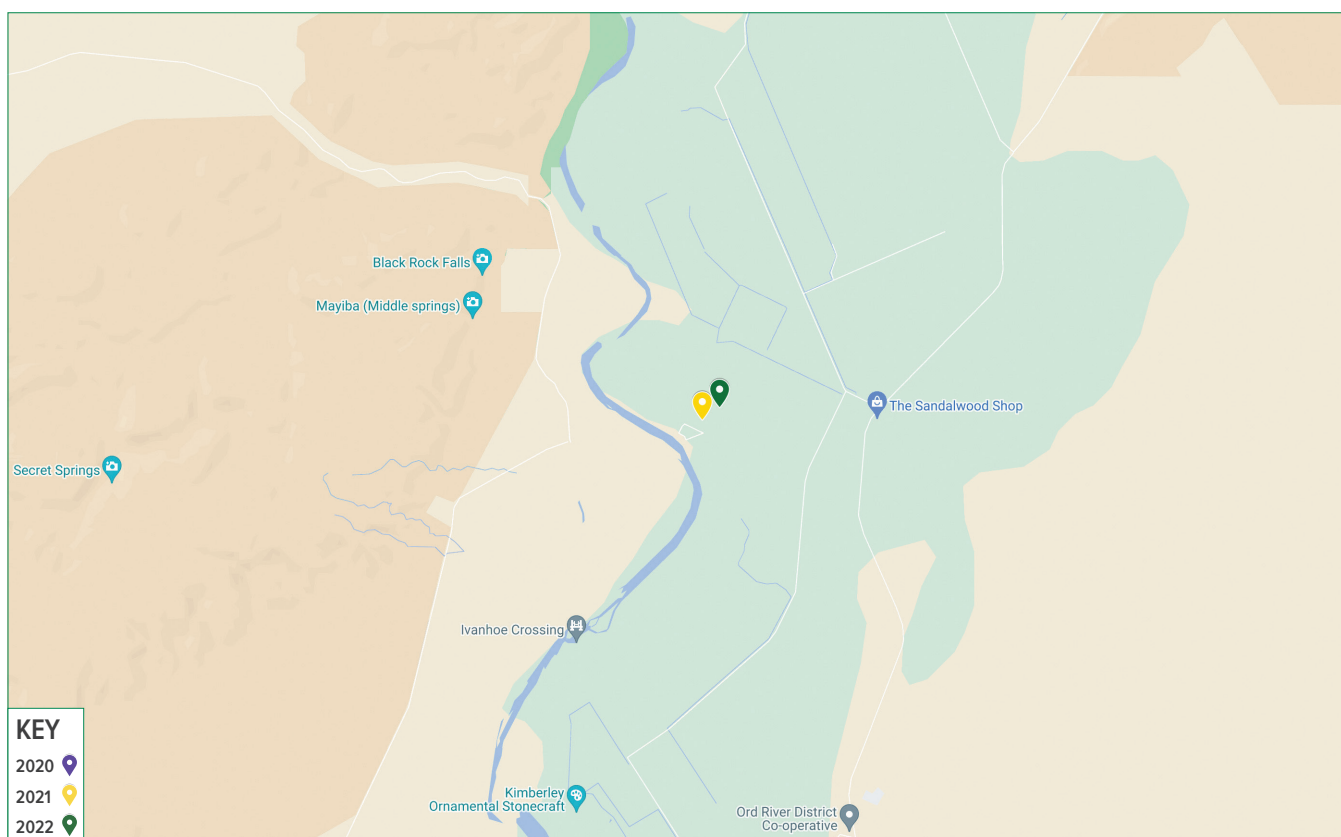 Black Rock Falls
Mayiba (Middle springs)
The Sandalwood Shop
Secret Springs
Ivanhoe Crossing
KEY
2020
2021
2022
Kimberley
Ornamental Stonecraft
Ord River District
Co-operative